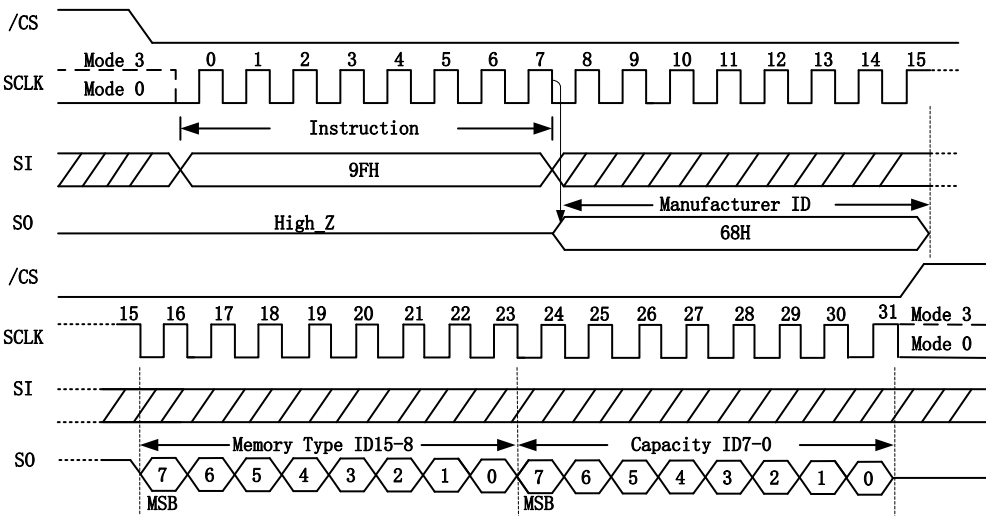 /CS
Mode 3 0 1 2 3 4 5 6 7 8 9 10 11 12 13 14 15
SCLK
Mode 0
Instruction
SI
9FH
Manufacturer ID
SO
High_Z
68H
/CS
15 16 17 18 19 20 21 22 23 24 25 26 27 28 29 30 31 Mode 3
SCLK
Mode 0
SI
Memory Type ID15-8 Capacity ID7-0
SO
7 6 5 4 3 2 1 0 7 6 5 4 3 2 1 0
MSB MSB